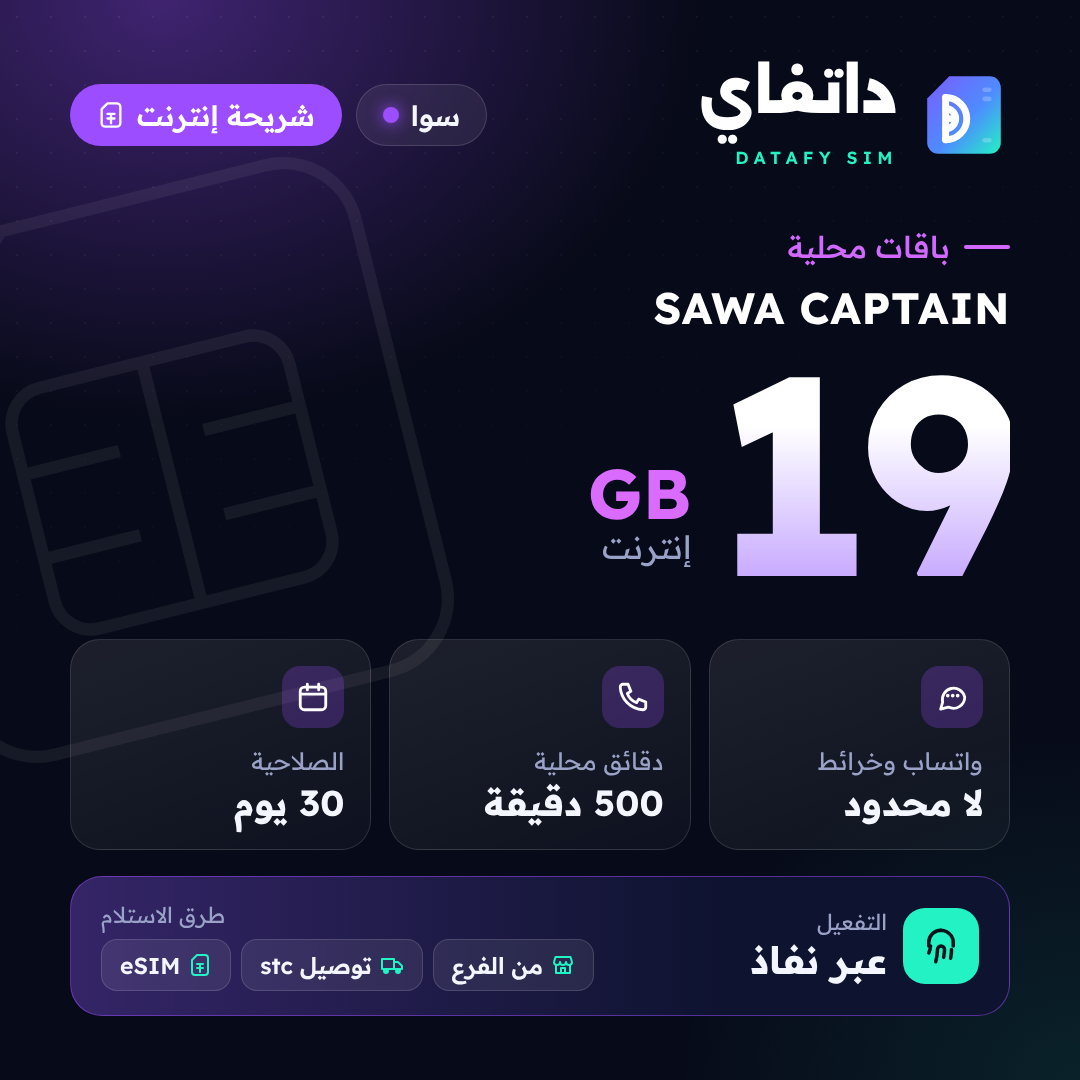 داتفاي
DATAFY SIM
سوا
شريحة إنترنت
باقات محلية
SAWA CAPTAIN
19
GB
إنترنت
واتساب وخرائط
لا محدود
دقائق محلية
500 دقيقة
الصلاحية
30 يوم
التفعيل
عبر نفاذ
طرق الاستلام
من الفرع
توصيل stc
eSIM